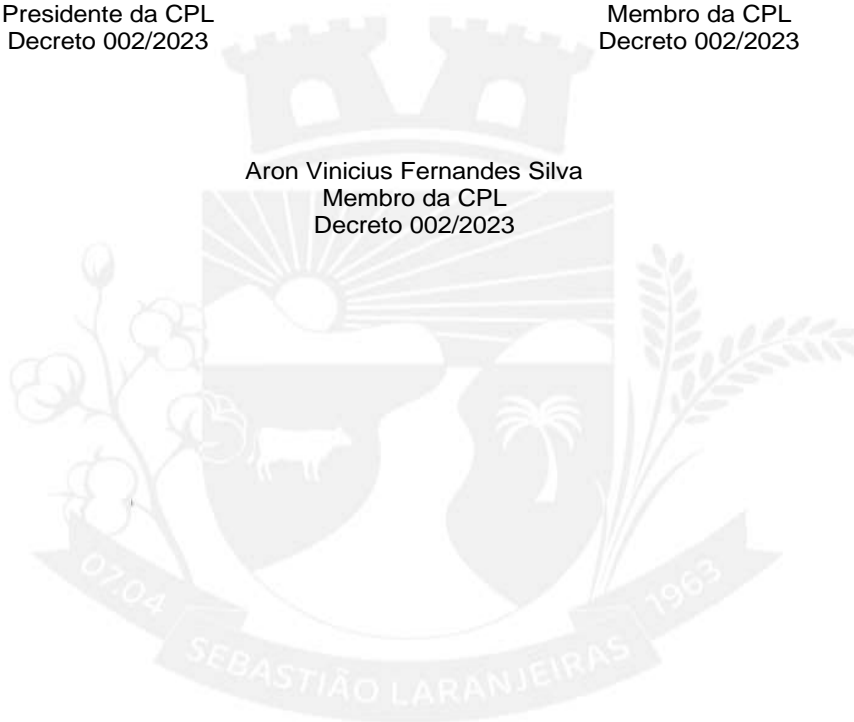 Presidente da CPL
Decreto 002/2023
Membro da CPL
Decreto 002/2023
Aron Vinicius Fernandes Silva
Membro da CPL
Decreto 002/2023
07.04
SEBASTIÃO LARANJEIRAS
1963